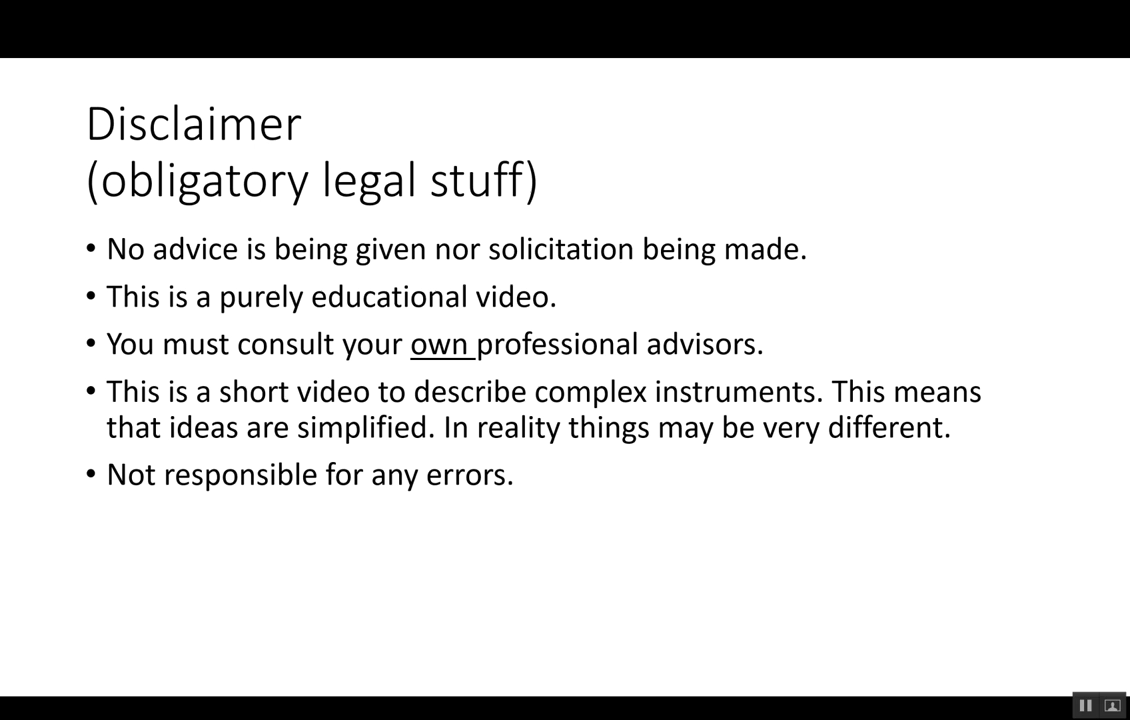 Disclaimer
(obligatory legal stuff)
• No advice is being given nor solicitation being made.
• This is a purely educational video.
• You must consult your own professional advisors.
• This is a short video to describe complex instruments. This means
that ideas are simplified. In reality things may be very different.
• Not responsible for any errors.